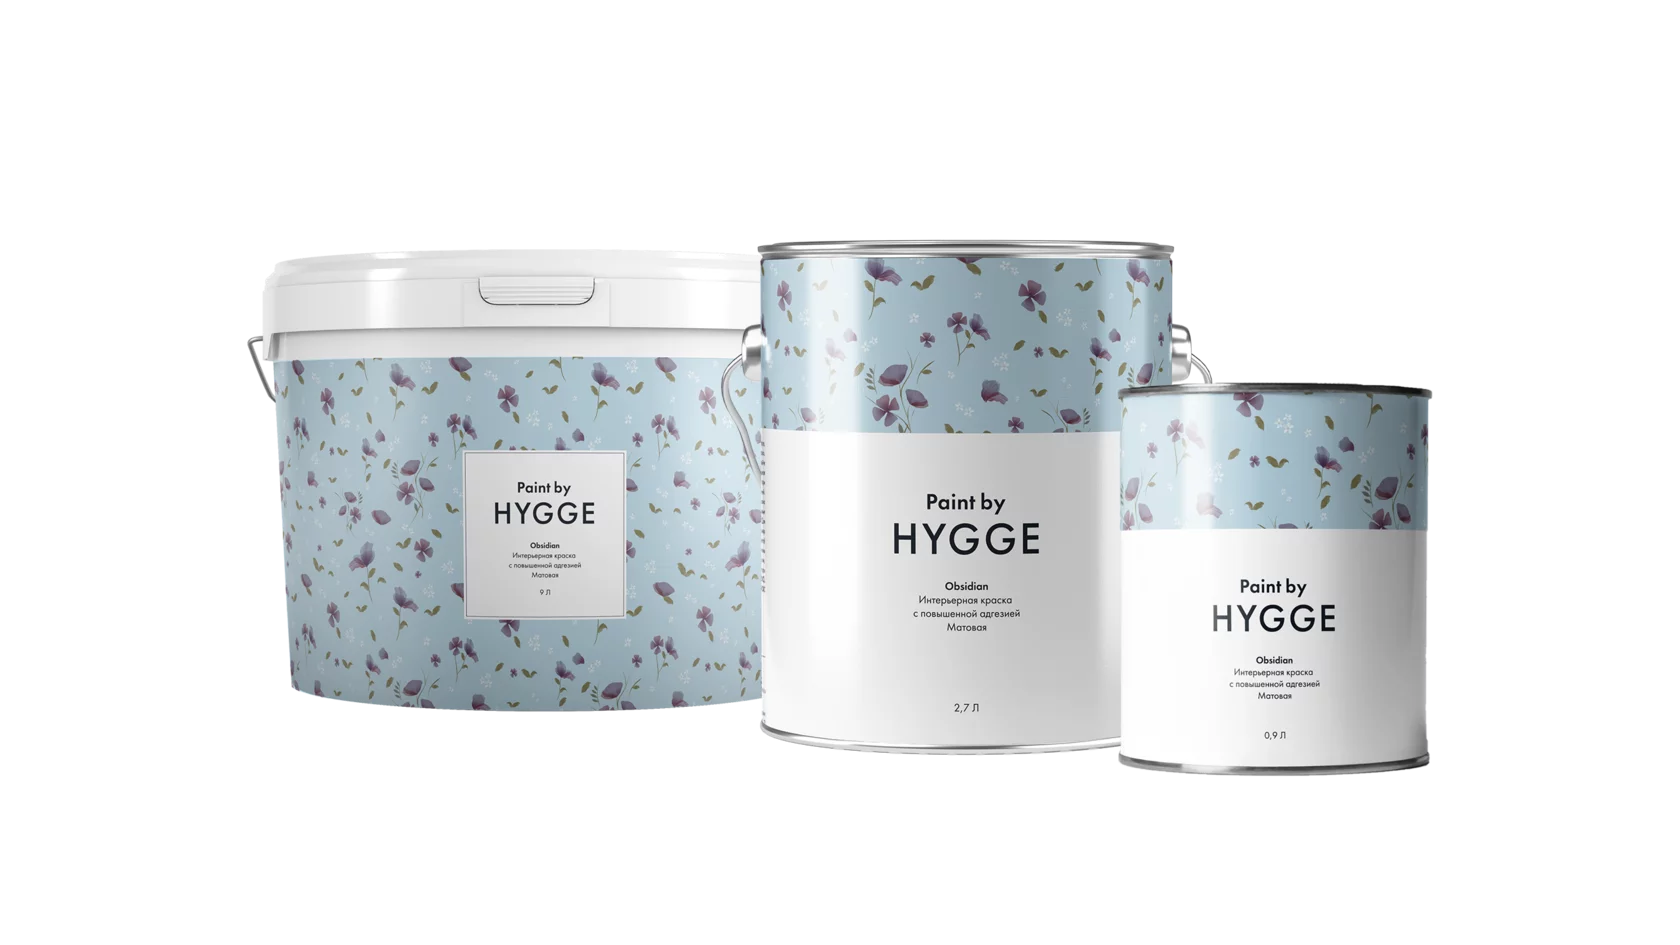 Paint by
HYGGE
Obsidian
Интерьерная краска
с повышенной адгезией
Матовая
9 Л
Paint by
HYGGE
Obsidian
Интерьерная краска
с повышенной адгезией
Матовая
2,7 Л
Paint by
HYGGE
Obsidian
Интерьерная краска
с повышенной адгезией
Матовая
0,9 Л